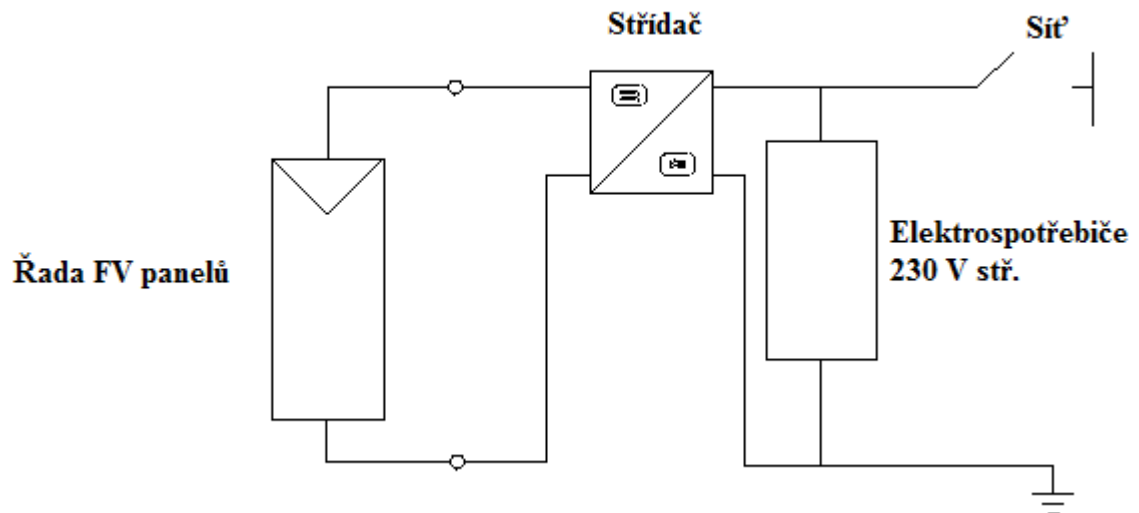 Střídač
Síť
Řada FV panelů
Elektrospotřebiče
230 V stř.